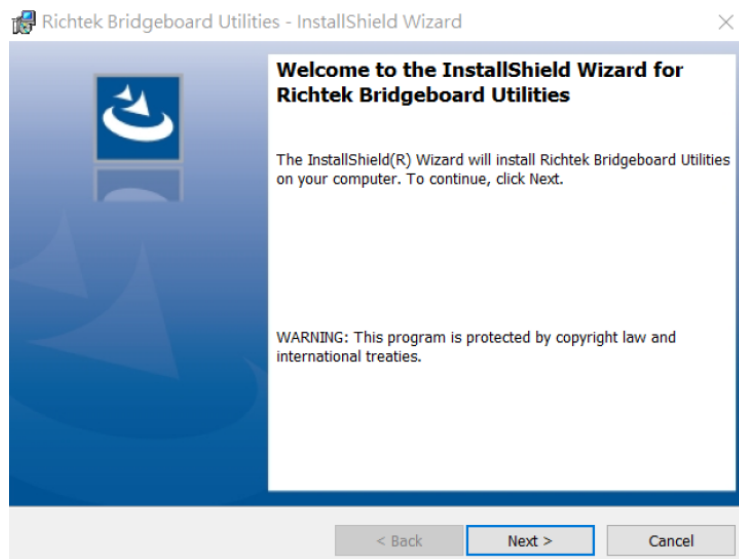 Richtek Bridgeboard Utilities - InstallShield Wizard
Welcome to the InstallShield Wizard for
Richtek Bridgeboard Utilities
The InstallShield(R) Wizard will install Richtek Bridgeboard Utilities
on your computer. To continue, click Next.
WARNING: This program is protected by copyright law and
international treaties.
< Back
Next >
Cancel